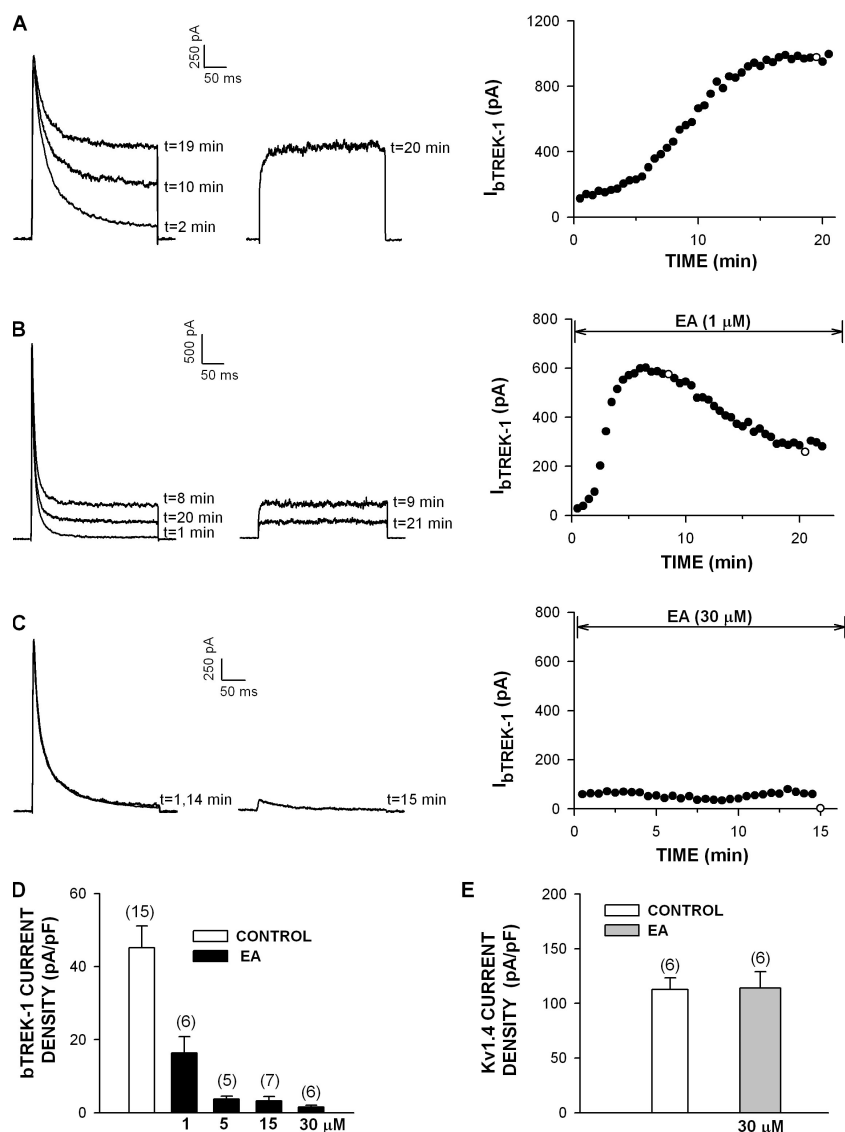 A
250 pA
50 ms
t=19 min
t=10 min
t=2 min
t=20 min
1200
800
400
0
I bTREK-1 (pA)
0 10 20
TIME (min)
B
500 pA
50 ms
t=8 min
t=20 min
t=1 min
t=9 min
t=21 min
EA (1 μM)
800
600
400
200
0
I bTREK-1 (pA)
0 10 20
TIME (min)
C
250 pA
50 ms
t=1,14 min
t=15 min
EA (30 μM)
800
600
400
200
0
I bTREK-1 (pA)
0 5 10 15
TIME (min)
D
bTREK-1 CURRENT
DENSITY (pA/pF)
60
40
20
0
(15)
(6)
(5)
(7)
(6)
CONTROL
EA
1 5 15 30 μM
E
Kv1.4 CURRENT
DENSITY (pA/pF)
200
150
100
50
0
CONTROL
EA
(6)
(6)
30 μM